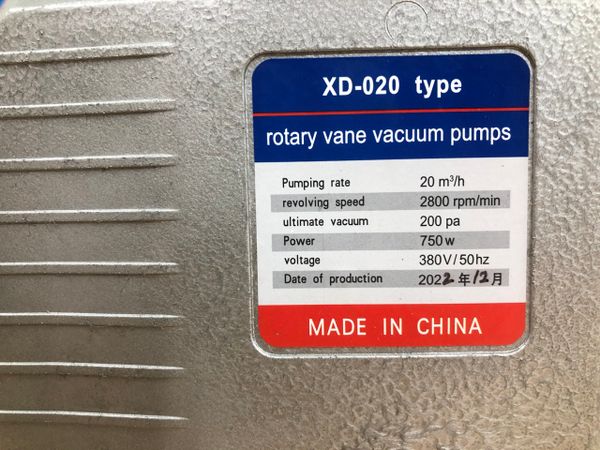 XD-020 type
rotary vane vacuum pumps
Pumping rate 20 m³/h
revolving speed 2800 rpm/min
ultimate vacuum 200 pa
Power 750 w
voltage 380V/50hz
Date of production 2022年12月
MADE IN CHINA